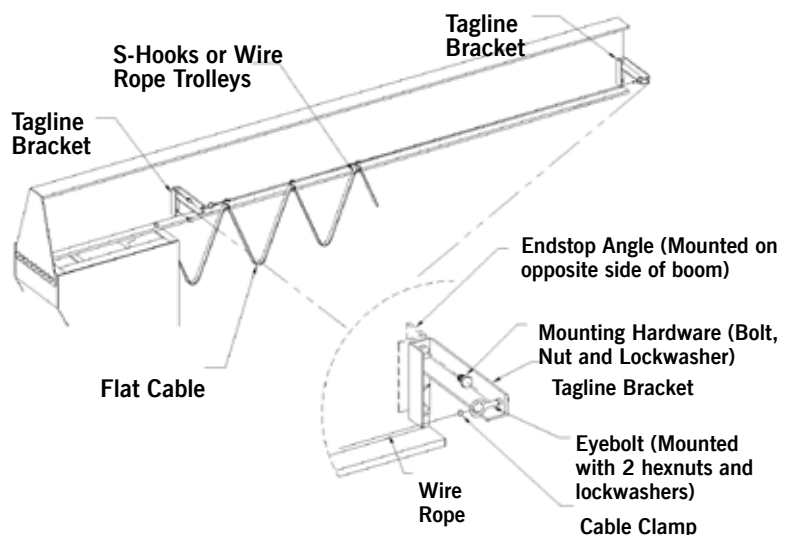 Tagline
Bracket
S-Hooks or Wire
Rope Trolleys
Tagline
Bracket
Flat Cable
Endstop Angle (Mounted on
opposite side of boom)
Mounting Hardware (Bolt,
Nut and Lockwasher)
Tagline Bracket
Eyebolt (Mounted
with 2 hexnuts and
lockwashers)
Wire
Rope
Cable Clamp